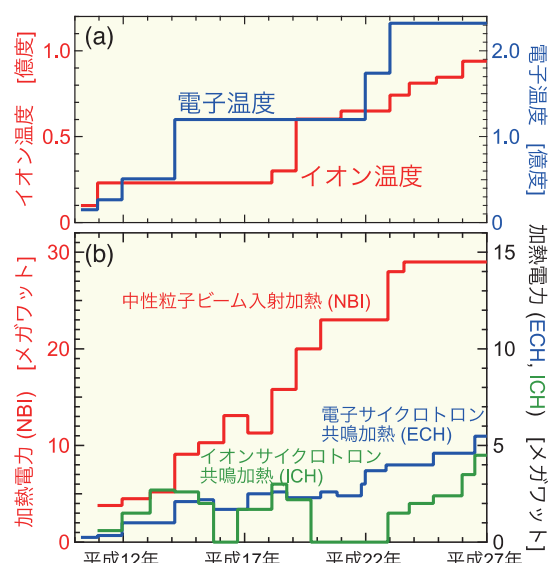 (a)
1.0
0.5
0
イオン温度 [億度]
電子温度
イオン温度
2.0
1.0
0
電子温度 [億度]
(b)
30
20
10
0
加熱電力 (NBI) [メガワット]
中性粒子ビーム入射加熱 (NBI)
電子サイクロトロン
共鳴加熱 (ECH)
イオンサイクロトロン
共鳴加熱 (ICH)
15
10
5
0
加熱電力 (ECH, ICH) [メガワット]
平成12年 平成17年 平成22年 平成27年